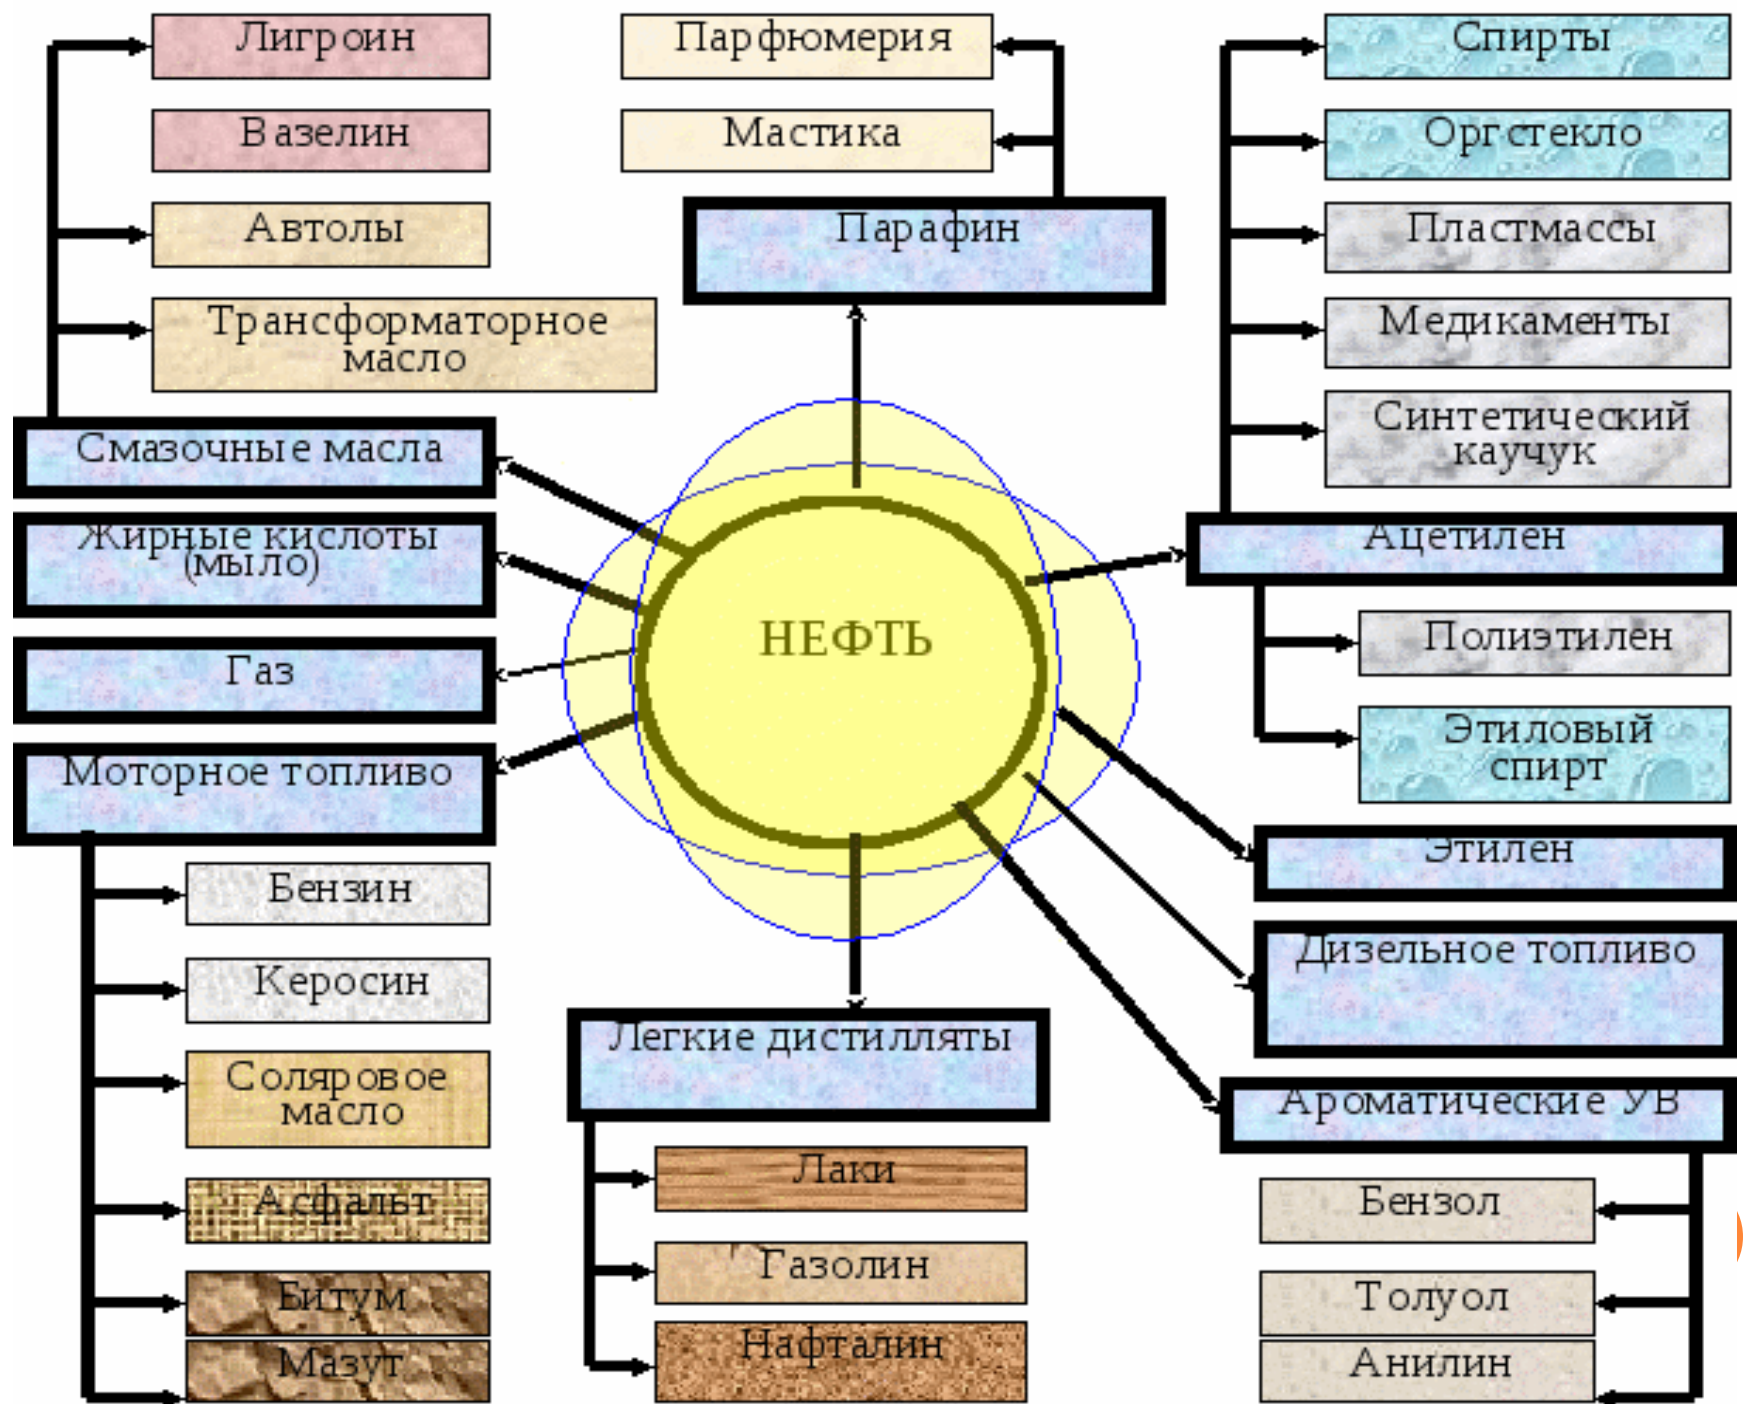 Лигроин
Вазелин
Автолы
Трансформаторное
масло
Смазочные масла
Жирные кислоты
(мыло)
Газ
Моторное топливо
Бензин
Керосин
Соляровое
масло
Асфальт
Битум
Мазут
Парфюмерия
Мастика
Парафин
НЕФТЬ
Легкие дистилляты
Лаки
Газолин
Нафталин
Спирты
Оргстекло
Пластмассы
Медикаменты
Синтетический
каучук
Ацетилен
Полиэтилен
Этиловый
спирт
Этилен
Дизельное топливо
Ароматические УВ
Бензол
Толуол
Анилин